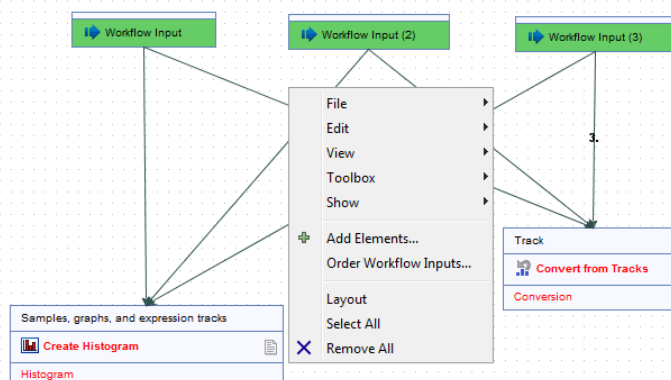 Workflow Input
Workflow Input (2)
Workflow Input (3)
File
Edit
View
Toolbox
Show
Add Elements...
Order Workflow Inputs...
Layout
Select All
Remove All
3.
Track
Convert from Tracks
Conversion
Samples, graphs, and expression tracks
Create Histogram
Histogram